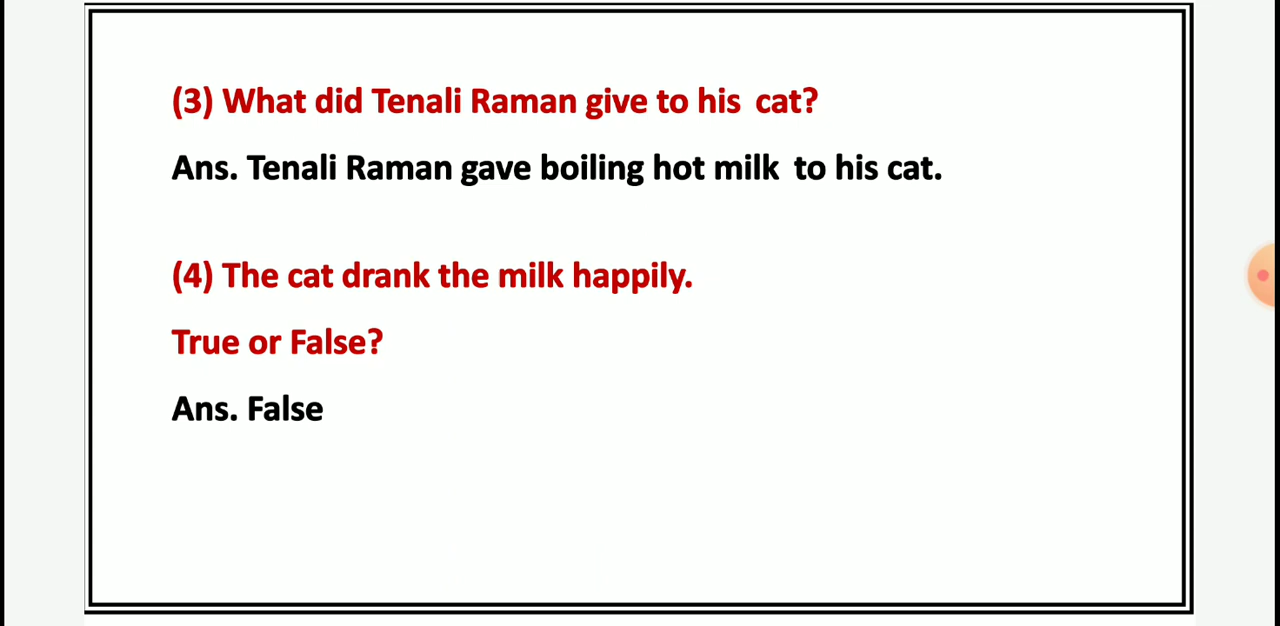 (3) What did Tenali Raman give to his cat?
Ans. Tenali Raman gave boiling hot milk to his cat.
(4) The cat drank the milk happily.
True or False?
Ans. False